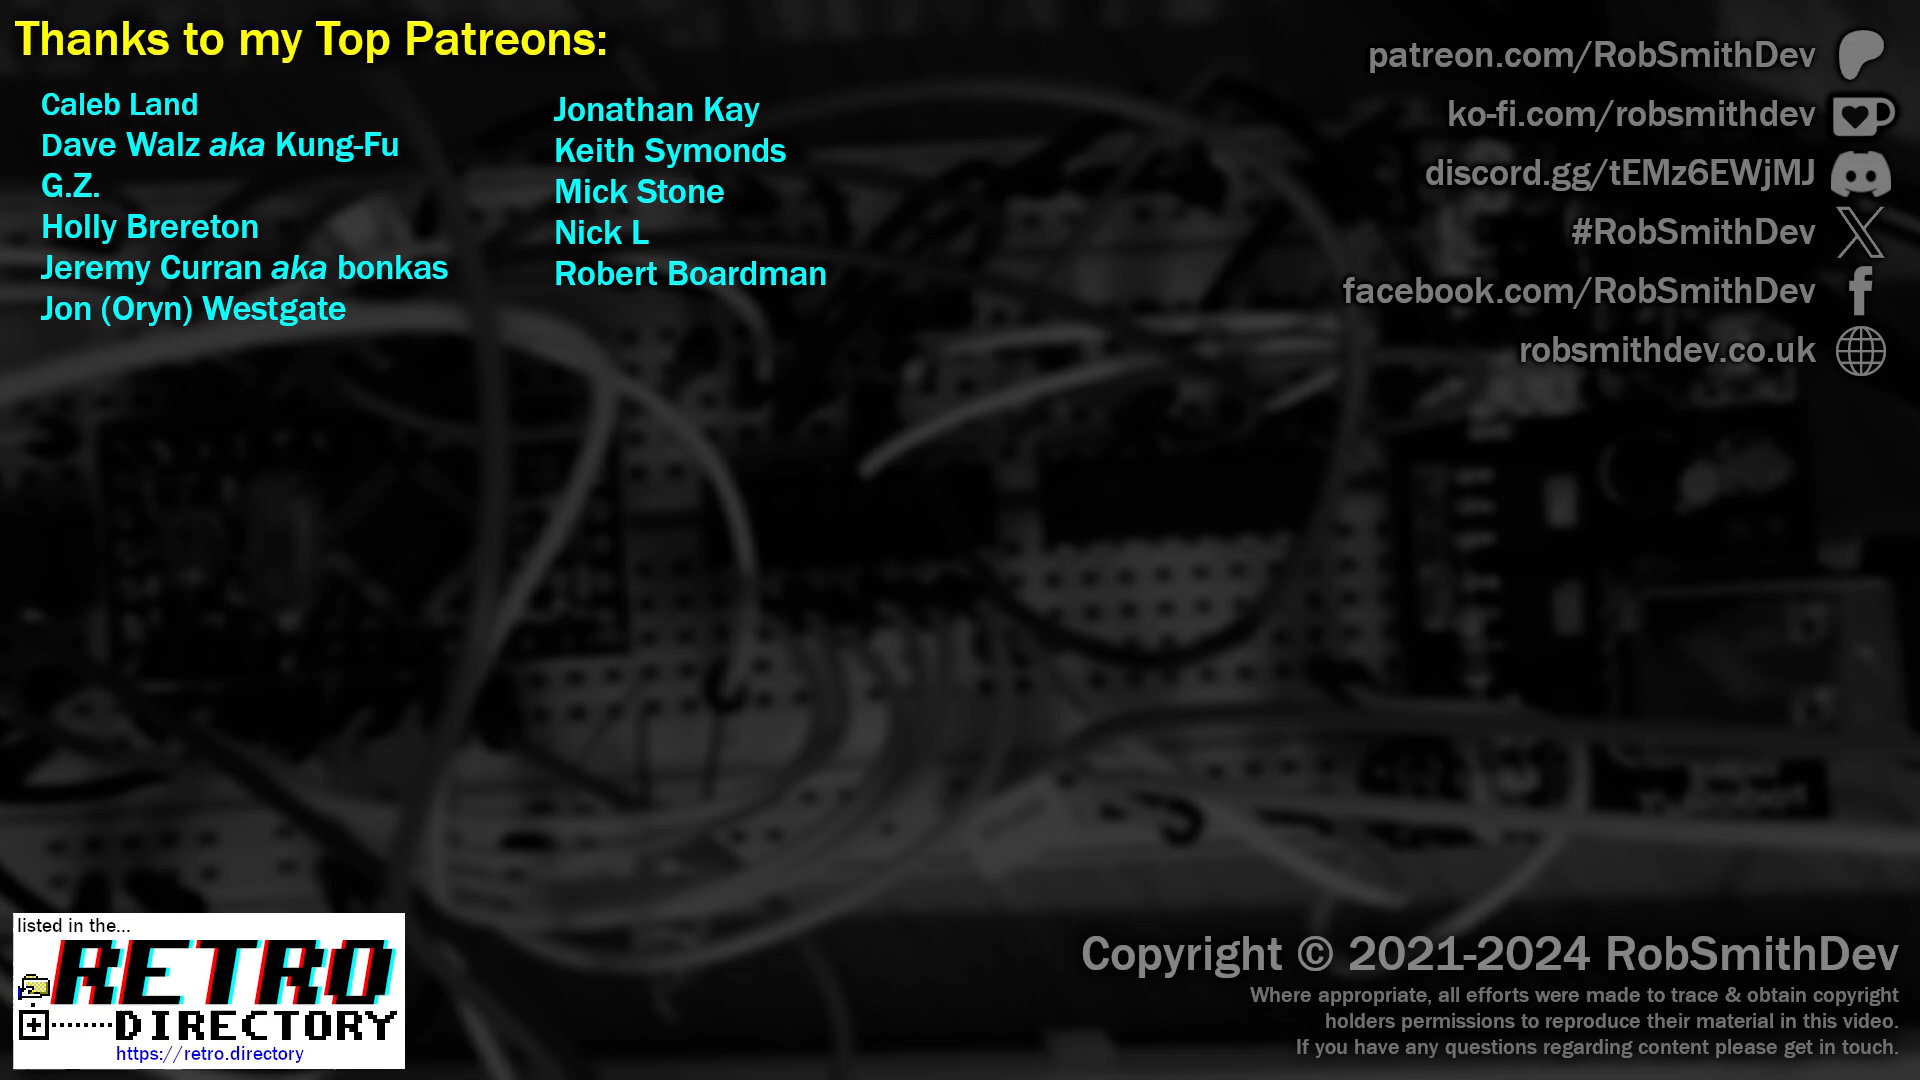 Thanks to my Top Patreons:
Caleb Land
Dave Walz aka Kung-Fu
G.Z.
Holly Brereton
Jeremy Curran aka bonkas
Jon (Oryn) Westgate
Jonathan Kay
Keith Symonds
Mick Stone
Nick L
Robert Boardman
patreon.com/RobSmithDev
ko-fi.com/robsmithdev
discord.gg/tEMz6EWjMJ
#RobSmithDev
facebook.com/RobSmithDev
robsmithdev.co.uk
listed in the...
RETRO
DIRECTORY
https://retro.directory
Copyright © 2021-2024 RobSmithDev
Where appropriate, all efforts were made to trace & obtain copyright
holders permissions to reproduce their material in this video.
If you have any questions regarding content please get in touch.